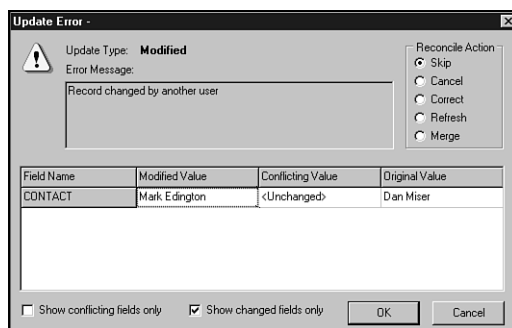 Update Error -
Update Type: Modified
Error Message:
Record changed by another user
Reconcile Action
Skip
Cancel
Correct
Refresh
Merge
Field Name Modified Value Conflicting Value Original Value
CONTACT Mark Edington <Unchanged> Dan Miser
Show conflicting fields only Show changed fields only OK Cancel